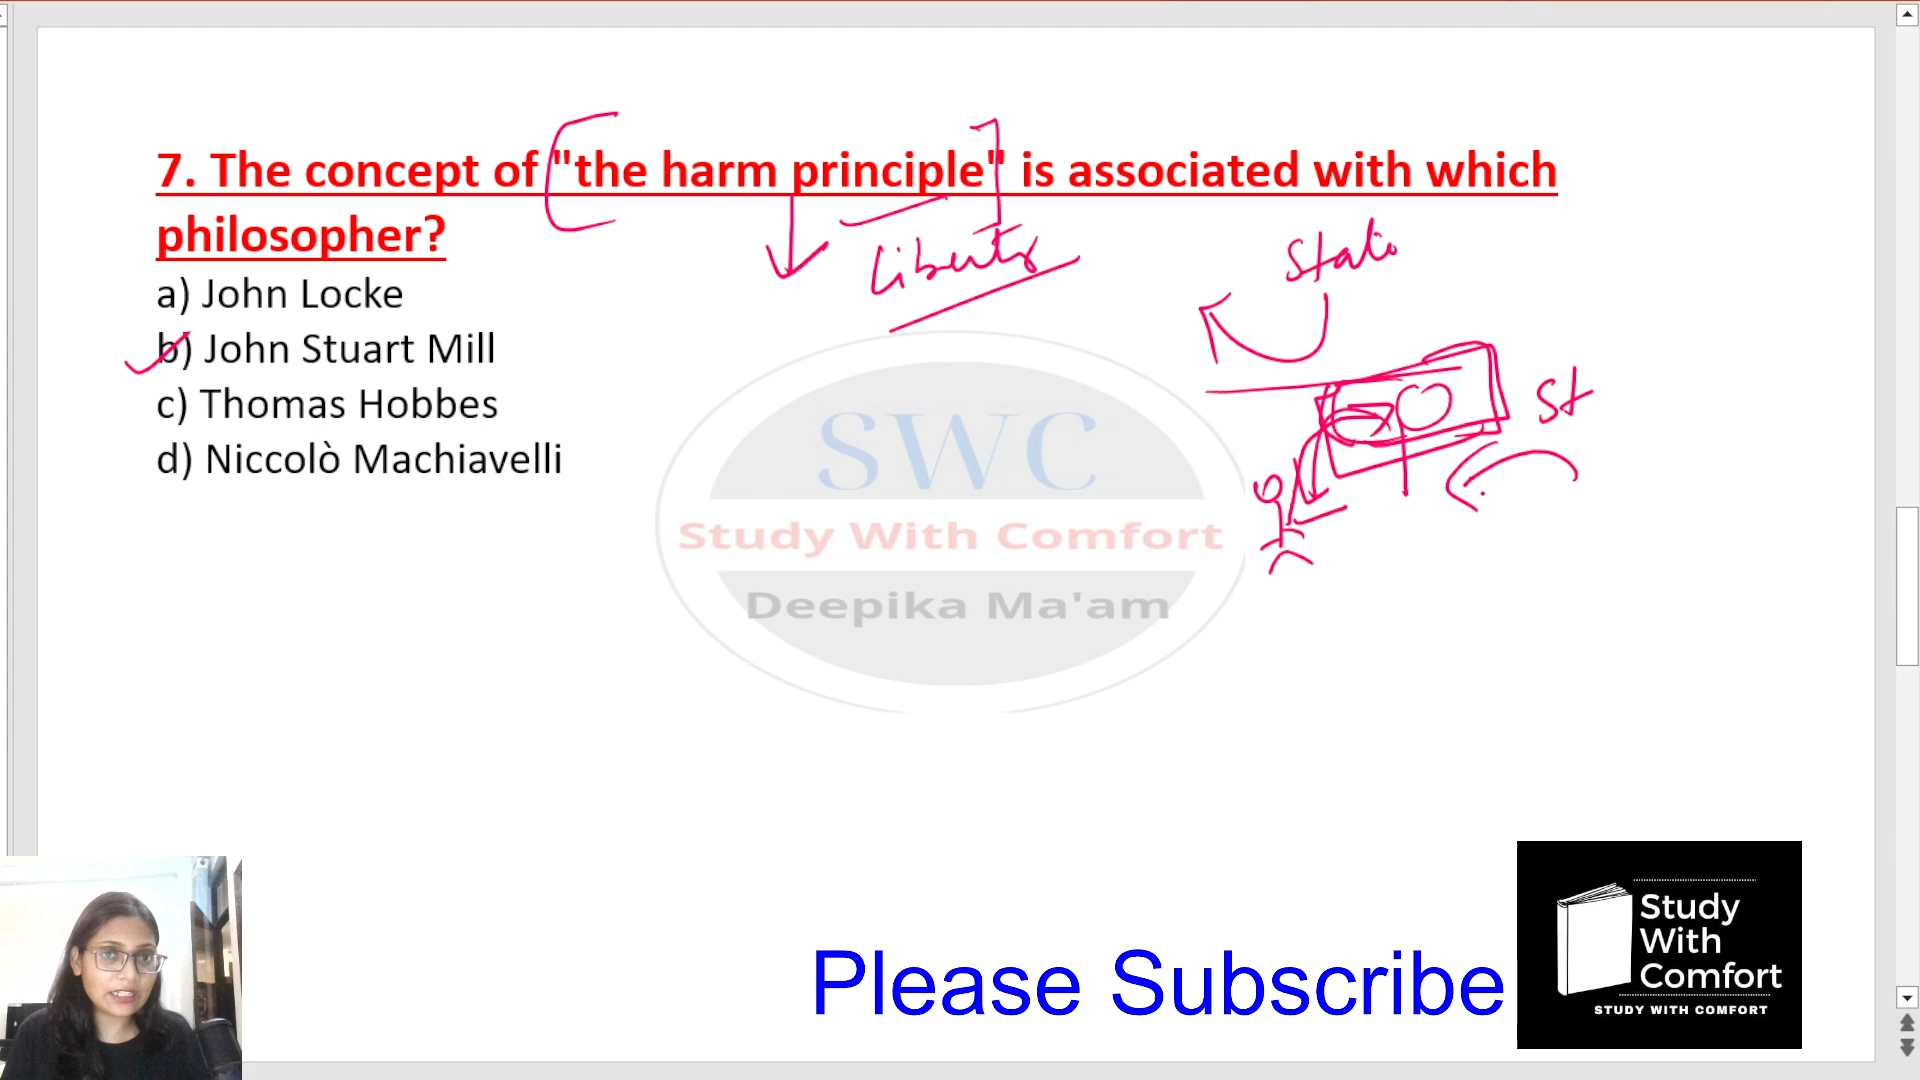 7. The concept of "the harm principle" is associated with which
philosopher?
Liberty
State
a) John Locke
b) John Stuart Mill
c) Thomas Hobbes
d) Niccolò Machiavelli
St
SWC
Study With Comfort
Deepika Ma'am
Please Subscribe
Study
With
Comfort
STUDY WITH COMFORT